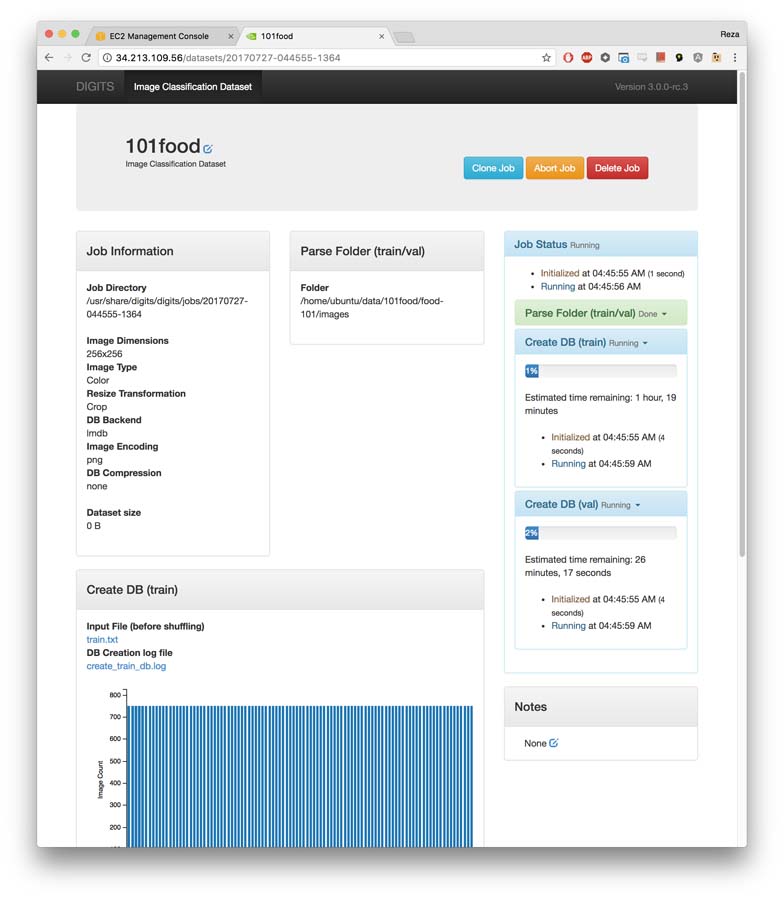 EC2 Management Console
101food
Reza
34.213.109.56/datasets/20170727-044555-1364
DIGITS
Image Classification Dataset
Version 3.0.0-rc.3
101food
Image Classification Dataset
Clone Job
Abort Job
Delete Job
Job Information
Job Directory
/usr/share/digits/digits/jobs/20170727-
044555-1364
Image Dimensions
256x256
Image Type
Color
Resize Transformation
Crop
DB Backend
lmdb
Image Encoding
png
DB Compression
none
Dataset size
0 B
Parse Folder (train/val)
Folder
/home/ubuntu/data/101food/food-
101/images
Job Status Running
Initialized at 04:45:55 AM (1 second)
Running at 04:45:56 AM
Parse Folder (train/val) Done
Create DB (train) Running
1%
Estimated time remaining: 1 hour, 19
minutes
Initialized at 04:45:55 AM (4
seconds)
Running at 04:45:59 AM
Create DB (val) Running
2%
Estimated time remaining: 26
minutes, 17 seconds
Initialized at 04:45:55 AM (4
seconds)
Running at 04:45:59 AM
Notes
None
Create DB (train)
Input File (before shuffling)
train.txt
DB Creation log file
create_train_db.log
800
700
600
500
400
300
200
Image Count